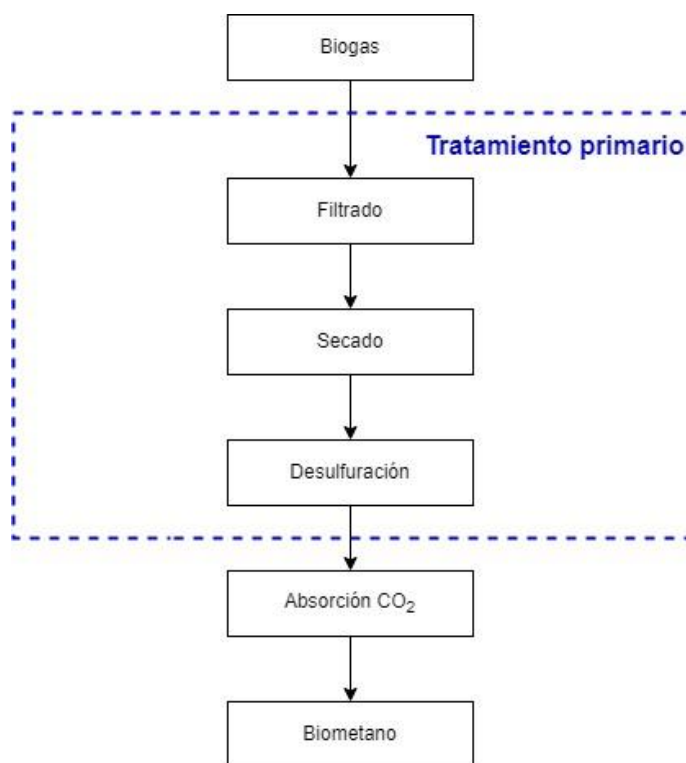 Biogas
Tratamiento primario
Filtrado
Secado
Desulfuración
Absorción CO₂
Biometano